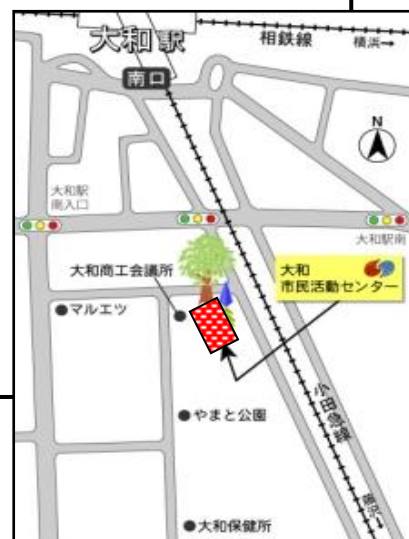 大和駅
相鉄線
横浜→
南口
N
大和駅
南入口
大和駅南
大和商工会議所
大和
市民活動センター
●マルエツ
小田急線
●やまと公園
藤沢→
●大和保健所